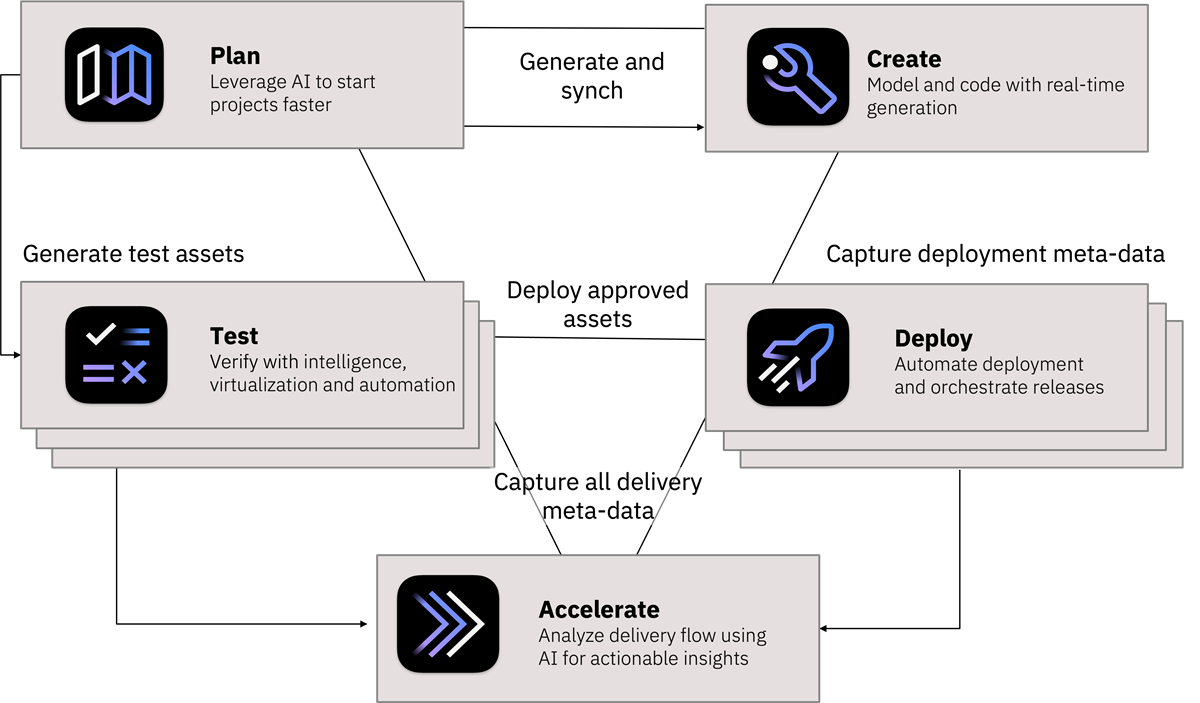 Plan
Leverage AI to start
projects faster
Generate and
synch
Create
Model and code with real-time
generation
Generate test assets
Capture deployment meta-data
Deploy approved
assets
Test
Verify with intelligence,
virtualization and automation
Deploy
Automate deployment
and orchestrate releases
Capture all delivery
meta-data
Accelerate
Analyze delivery flow using
AI for actionable insights